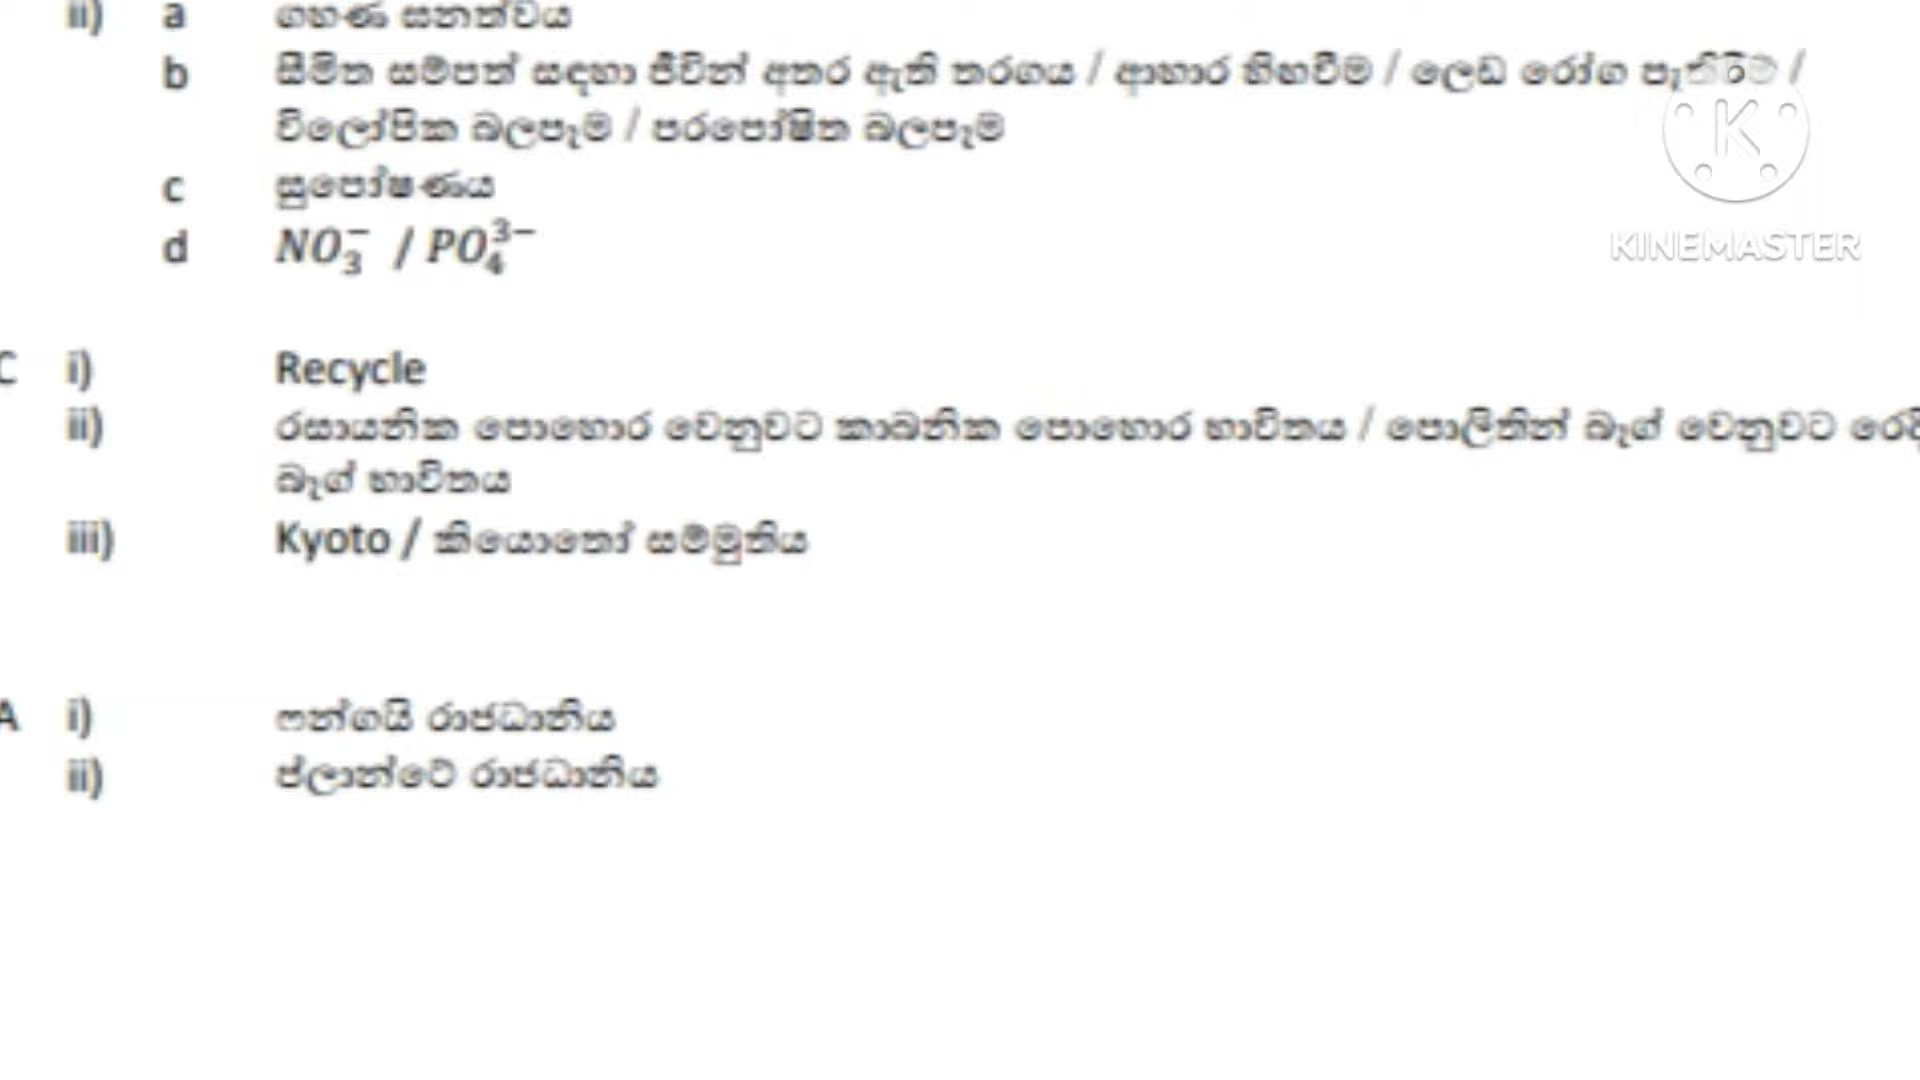 ii) a ගහණ ඝනත්වය
b සීමිත සම්පත් සඳහා ජීවීන් අතර ඇති තරගය / ආහාර හිඟවීම / ලෙඩ රෝග පැතිරීම /
විලෝපික බලපෑම / පරපෝෂිත බලපෑම
c සුපෝෂණය
d NO₃⁻ / PO₄³⁻
KINEMASTER
C i) Recycle
ii) රසායනික පොහොර වෙනුවට කාබනික පොහොර භාවිතය / පොලිතින් බෑග් වෙනුවට රෙදි
බෑග් භාවිතය
iii) Kyoto / කියොතෝ සම්මුතිය
A i) ෆන්ගයි රාජධානිය
ii) ප්ලාන්ටේ රාජධානිය